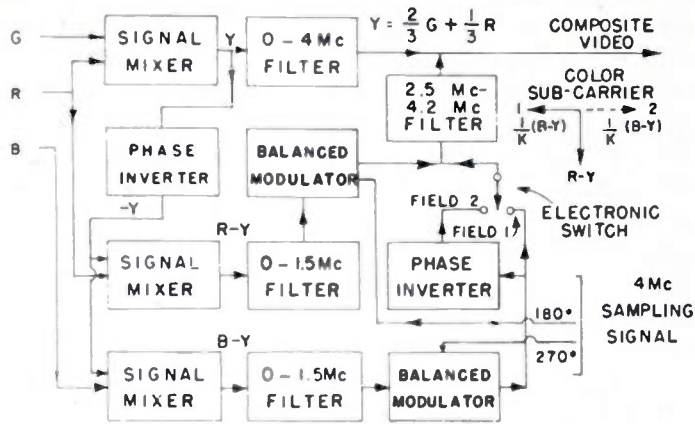 G
R
B
SIGNAL
MIXER
Y
0 - 4 Mc
FILTER
Y = 2/3 G + 1/3 R
COMPOSITE
VIDEO
2.5 Mc-
4.2 Mc
FILTER
COLOR
SUB-CARRIER
1
2
1/K (B-Y)
1/K (B-Y)
R-Y
PHASE
INVERTER
-Y
BALANCED
MODULATOR
FIELD 2
FIELD 1
ELECTRONIC
SWITCH
SIGNAL
MIXER
R-Y
0 - 1.5Mc
FILTER
PHASE
INVERTER
4Mc
SAMPLING
SIGNAL
180°
270°
SIGNAL
MIXER
B-Y
0 - 1.5Mc
FILTER
BALANCED
MODULATOR